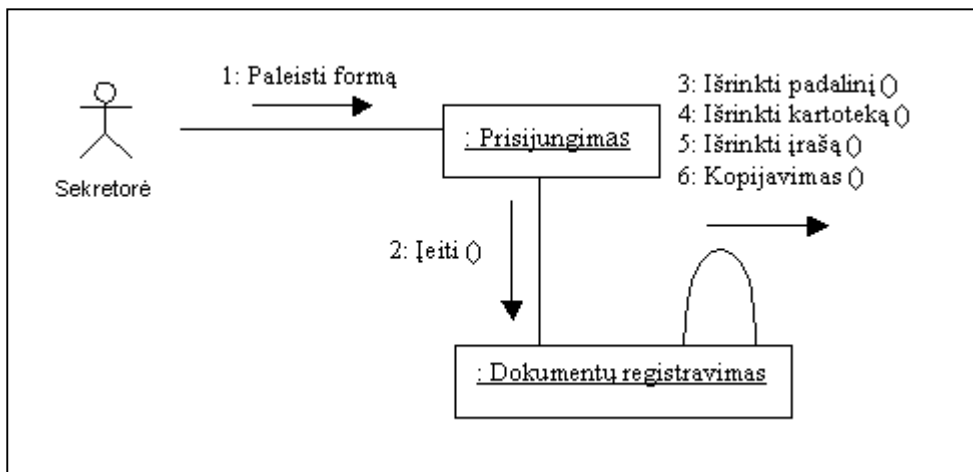 1: Paleisti formą
3: Išrinkti padalinį ()
4: Išrinkti kartoteką ()
5: Išrinkti įrašą ()
6: Kopijavimas ()
: Prisijungimas
Sekretorė
2: Įeiti ()
: Dokumentų registravimas